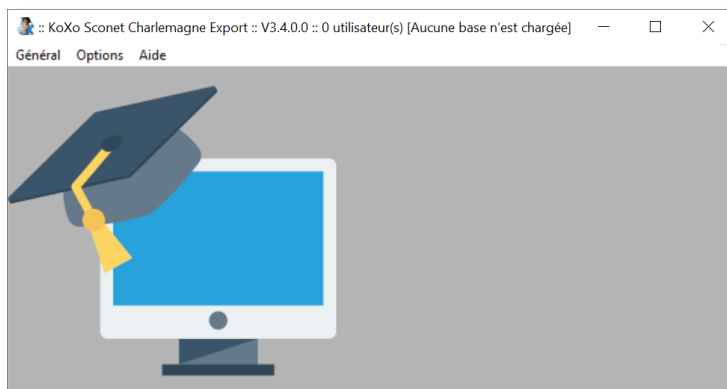 :: KoXo Sconet Charlemagne Export :: V3.4.0.0 :: 0 utilisateur(s) [Aucune base n'est chargée]
Général Options Aide